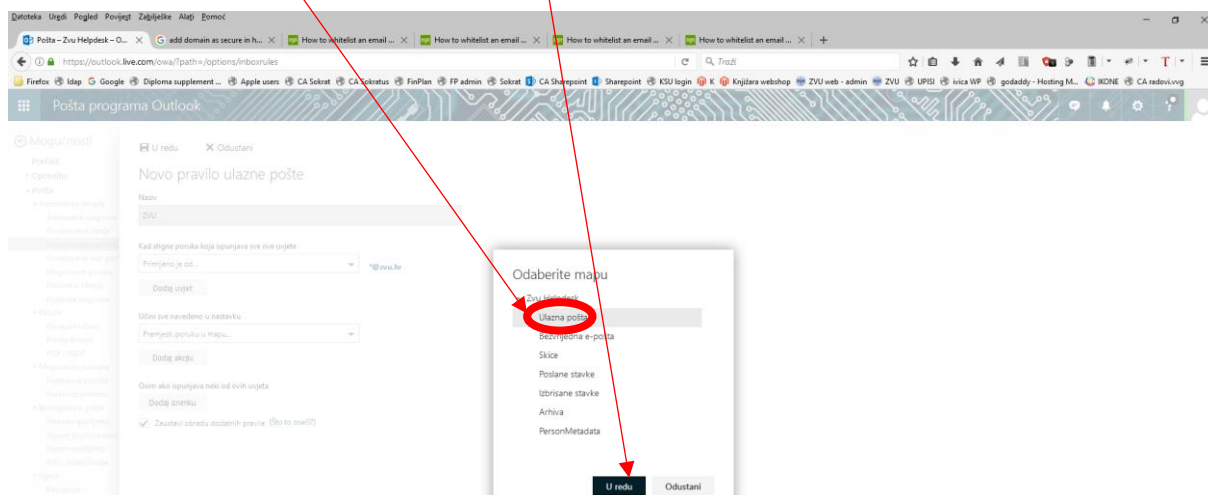 Datoteka Uredi Pogled Povijest Zabilješke Alati Pomoć
Pošta – Zvu Helpdesk – O... add domain as secure in h... How to whitelist an email ... How to whitelist an email ... How to whitelist an email ... How to whitelist an email ...
https://outlook.live.com/owa/?path=/options/inboxrules Traži
Firefox ldap Google Diploma supplement ... Apple users CA Sokrat CA Sokratus FinPlan FP admin Sokrat CA Sharepoint Sharepoint KSU login K Knjižara webshop ZVU web - admin ZVU UPISI ivica WP godaddy - Hosting M... IKONE CA radovi.vvg
Pošta programa Outlook
Mogućnosti
U redu Odustani
Prečaci
Novo pravilo ulazne pošte
Općenito
Pošta
Naziv
ZVU
Kad stigne poruka koja ispunjava sve ove uvjete
Primljeno je od... *@zvu.hr
Dodaj uvjet
Učini sve navedeno u nastavku
Premjesti poruku u mapu...
Dodaj akciju
Osim ako ispunjava neki od ovih uvjeta
Dodaj iznimku
Zaustavi obradu dodatnih pravila (Što to znači?)
Odaberite mapu
Zvu Helpdesk
Ulazna pošta
Bezvrijedna e-pošta
Skice
Poslane stavke
Izbrisane stavke
Arhiva
PersonMetadata
U redu Odustani